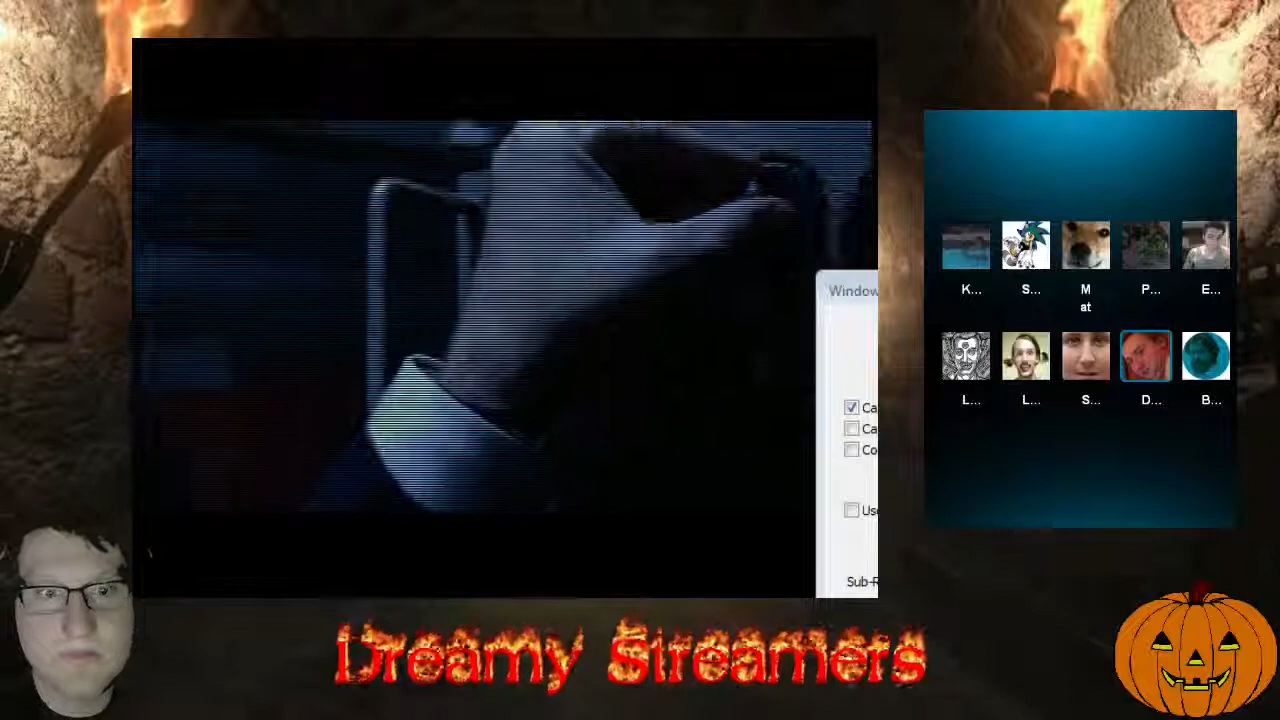 Window
Ca
Ca
Co
Use
Sub-R
K... S... M
at P... E...
L... L... S... D... B...
Dreamy Streamers